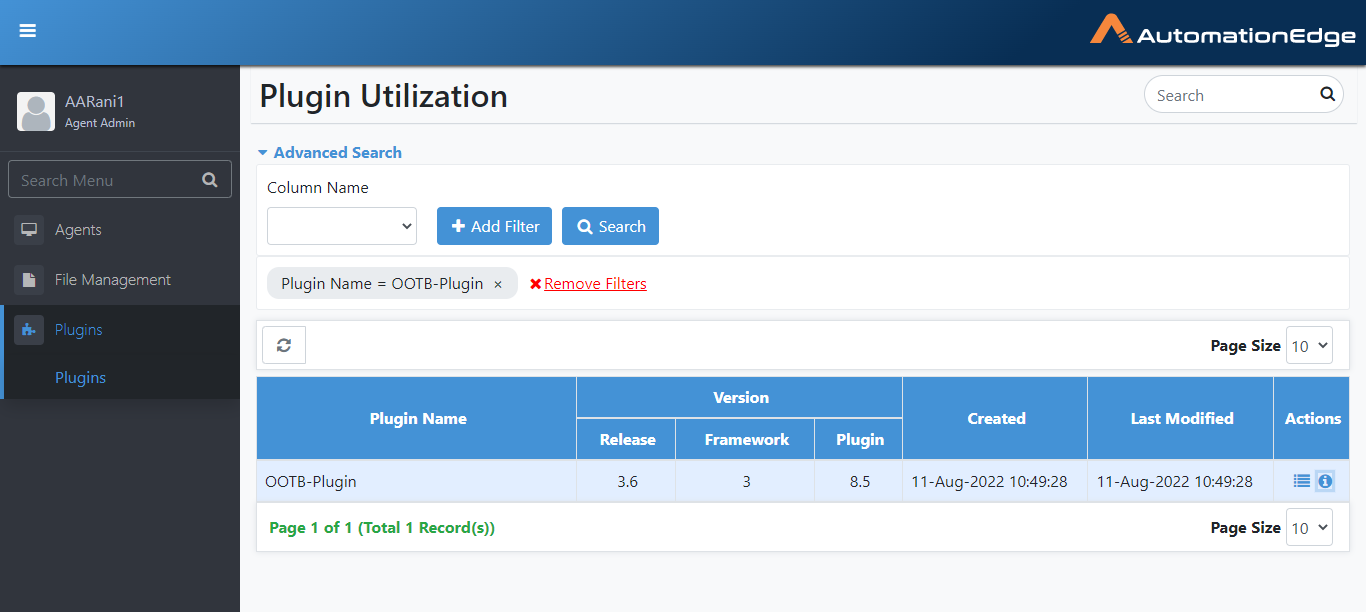 AutomationEdge
AARani1
Agent Admin
Search Menu
Agents
File Management
Plugins
Plugins
Plugin Utilization
Search
Advanced Search
Column Name
Add Filter
Search
Plugin Name = OOTB-Plugin ×
Remove Filters
Page Size 10
Plugin Name Version Created Last Modified Actions
Release Framework Plugin
OOTB-Plugin 3.6 3 8.5 11-Aug-2022 10:49:28 11-Aug-2022 10:49:28
Page 1 of 1 (Total 1 Record(s)) Page Size 10